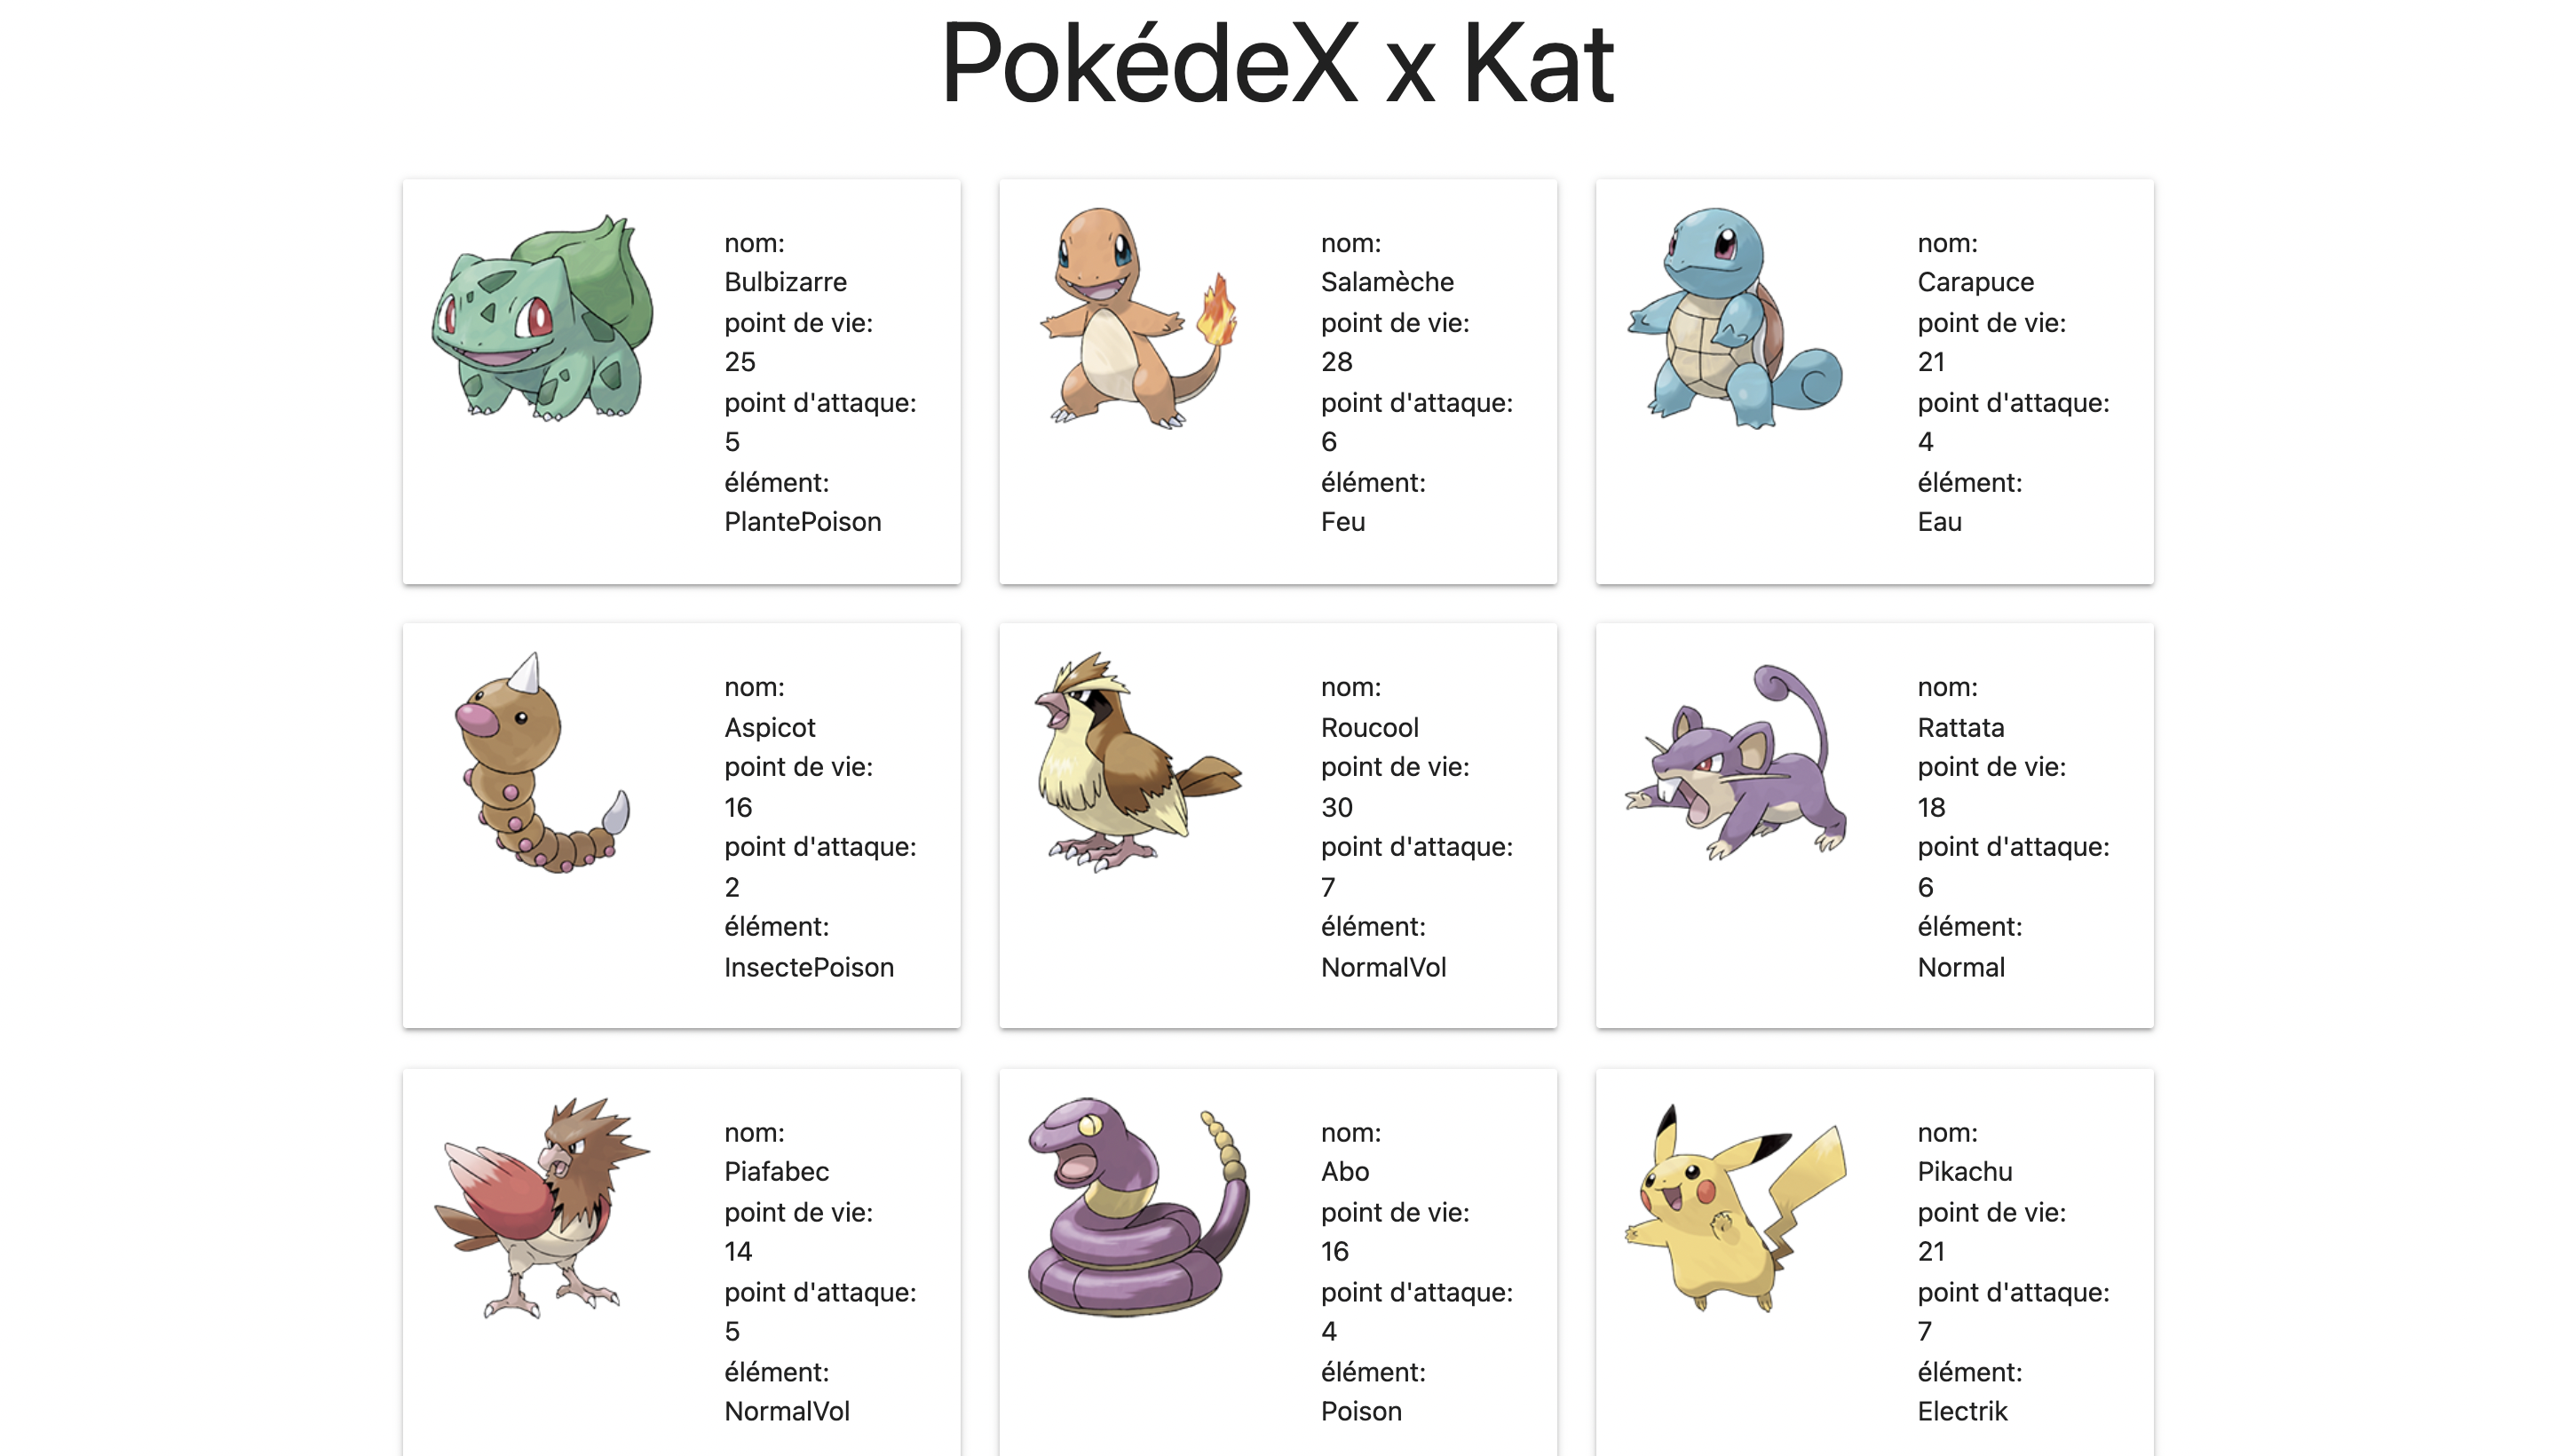 PokédeX x Kat
nom:
Bulbizarre
point de vie:
25
point d'attaque:
5
élément:
PlantePoison
nom:
Salamèche
point de vie:
28
point d'attaque:
6
élément:
Feu
nom:
Carapuce
point de vie:
21
point d'attaque:
4
élément:
Eau
nom:
Aspicot
point de vie:
16
point d'attaque:
2
élément:
InsectePoison
nom:
Roucool
point de vie:
30
point d'attaque:
7
élément:
NormalVol
nom:
Rattata
point de vie:
18
point d'attaque:
6
élément:
Normal
nom:
Piafabec
point de vie:
14
point d'attaque:
5
élément:
NormalVol
nom:
Abo
point de vie:
16
point d'attaque:
4
élément:
Poison
nom:
Pikachu
point de vie:
21
point d'attaque:
7
élément:
Electrik